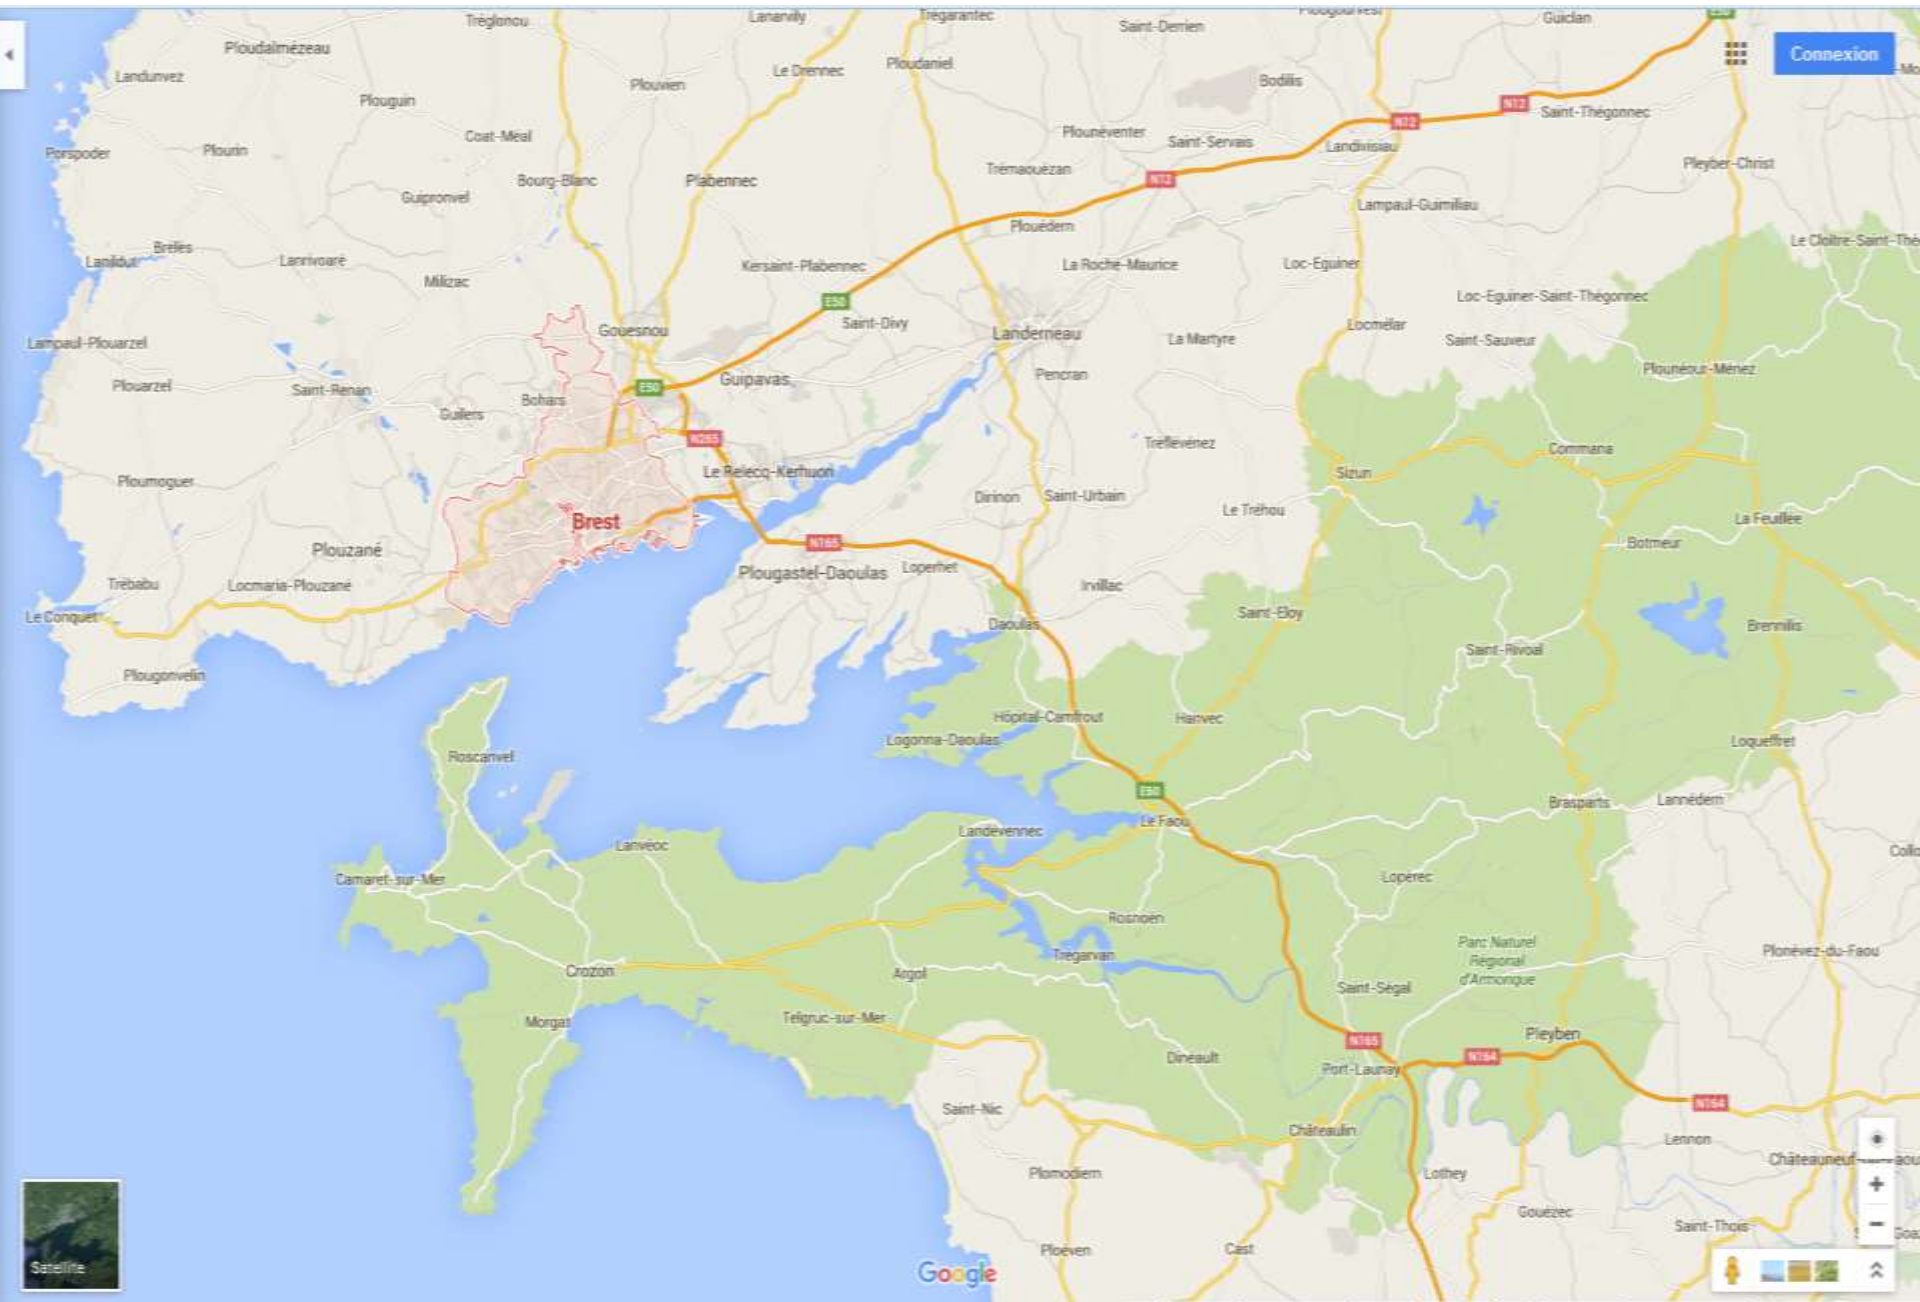 Tréglonou
Lanarvily
Trégarantec
Saint-Derrien
Guiclan
Ploudalmézeau
Landunvez
Plouvien
Le Drennec
Ploudaniel
Bodilis
Connexion
Plouguin
N12
Saint-Thégonnec
Coat-Méal
Plounéventer
Saint-Servais
N12
Landivisiau
Porspoder
Plourin
Pleyber-Christ
Trémaouézan
Bourg-Blanc
Plabennec
N12
Guipronvel
Lampaul-Guimiliau
Plouédern
Brélès
Lanildut
Lanrivoaré
Kersaint-Plabennec
La Roche-Maurice
Loc-Eguiner
Le Cloître-Saint-Thé
Milizac
E50
Loc-Eguiner-Saint-Thégonnec
Gouesnou
Saint-Divy
Landerneau
Locmélar
Lampaul-Plouarzel
La Martyre
Saint-Sauveur
Plouarzel
Saint-Renan
E50
Guipavas
Pencran
Plounéour-Ménez
Bohars
Guilers
N265
Tréflévénez
Commana
Ploumoguer
Le Relecq-Kerhuon
Sizun
Dirinon
Saint-Urbain
Le Tréhou
Brest
La Feuillée
Plouzané
N165
Botmeur
Trébabu
Locmaria-Plouzané
Plougastel-Daoulas
Loperhet
Irvillac
Le Conquet
Daoulas
Saint-Eloy
Brennilis
Plougonvelin
Saint-Rivoal
Hôpital-Camfrout
Hanvec
Logonna-Daoulas
Loqueffret
Roscanvel
E50
Brasparts
Lannédern
Le Faou
Landévennec
Lanvéoc
Camaret-sur-Mer
Lopérec
Rosnoën
Parc Naturel
Régional
d'Armorique
Plonévez-du-Faou
Trégarvan
Crozon
Argol
Saint-Ségal
Morgat
Telgruc-sur-Mer
Pleyben
N165
N164
Dinéault
Port-Launay
Saint-Nic
N164
Châteaulin
Lennon
Plomodiern
Lothey
Gouézec
Saint-Thois
Ploéven
Cast
Satellite
Google